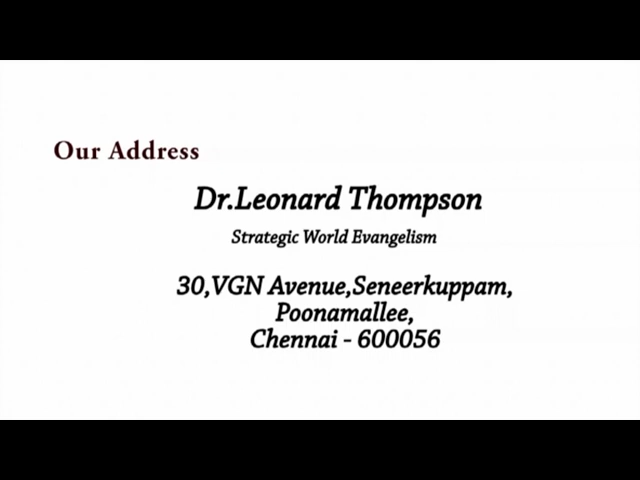 Our Address
Dr.Leonard Thompson
Strategic World Evangelism
30,VGN Avenue,Seneerkuppam,
Poonamallee,
Chennai - 600056